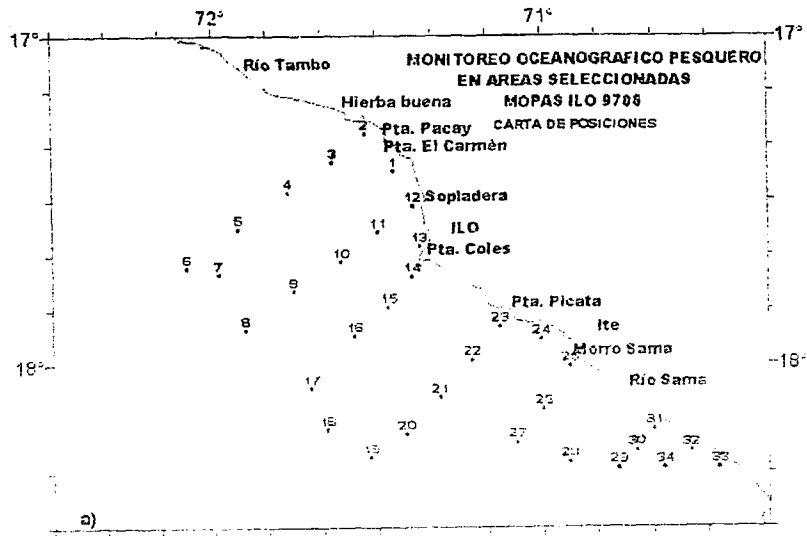 72° 71°
17° 17°
MONITOREO OCEANOGRAFICO PESQUERO
EN AREAS SELECCIONADAS
MOPAS ILO 9706
CARTA DE POSICIONES
Río Tambo
Hierba buena
2 Pta. Pacay
Pta. El Carmèn
3 1
4
12 Sopladera
5 11 ILO
13
Pta. Coles
6 7 10 14
9
15 Pta. Picata
8 16 23 24 Ite
22 Morro Sama
18° 18°
Río Sama
17 21
18 20 27 31
19 30 32
29 34 33
a)